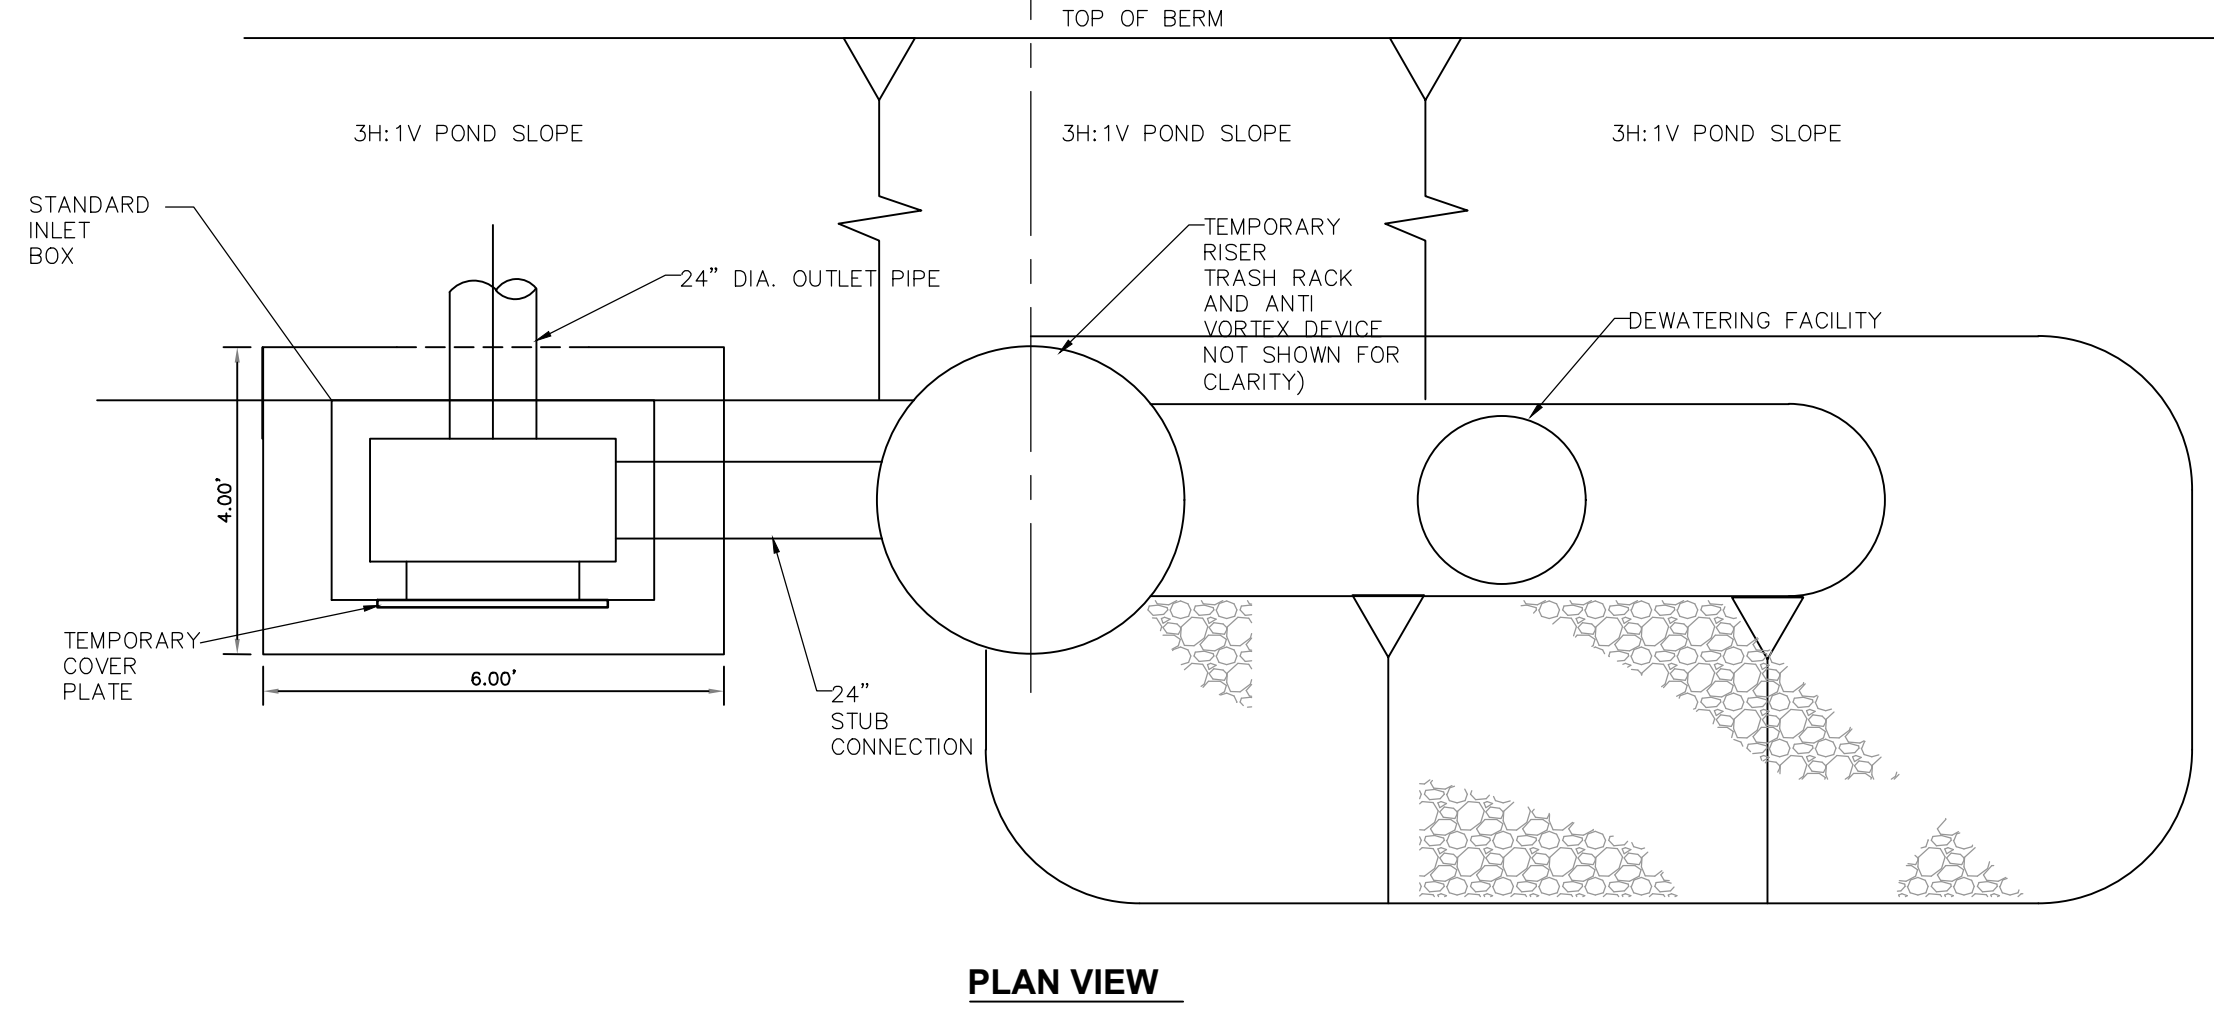 TOP OF BERM
3H:1V POND SLOPE
3H:1V POND SLOPE
3H:1V POND SLOPE
STANDARD
INLET
BOX
24" DIA. OUTLET PIPE
TEMPORARY
RISER
TRASH RACK
AND ANTI
VORTEX DEVICE
NOT SHOWN FOR
CLARITY)
DEWATERING FACILITY
4.00'
TEMPORARY
COVER
PLATE
6.00'
24"
STUB
CONNECTION
PLAN VIEW